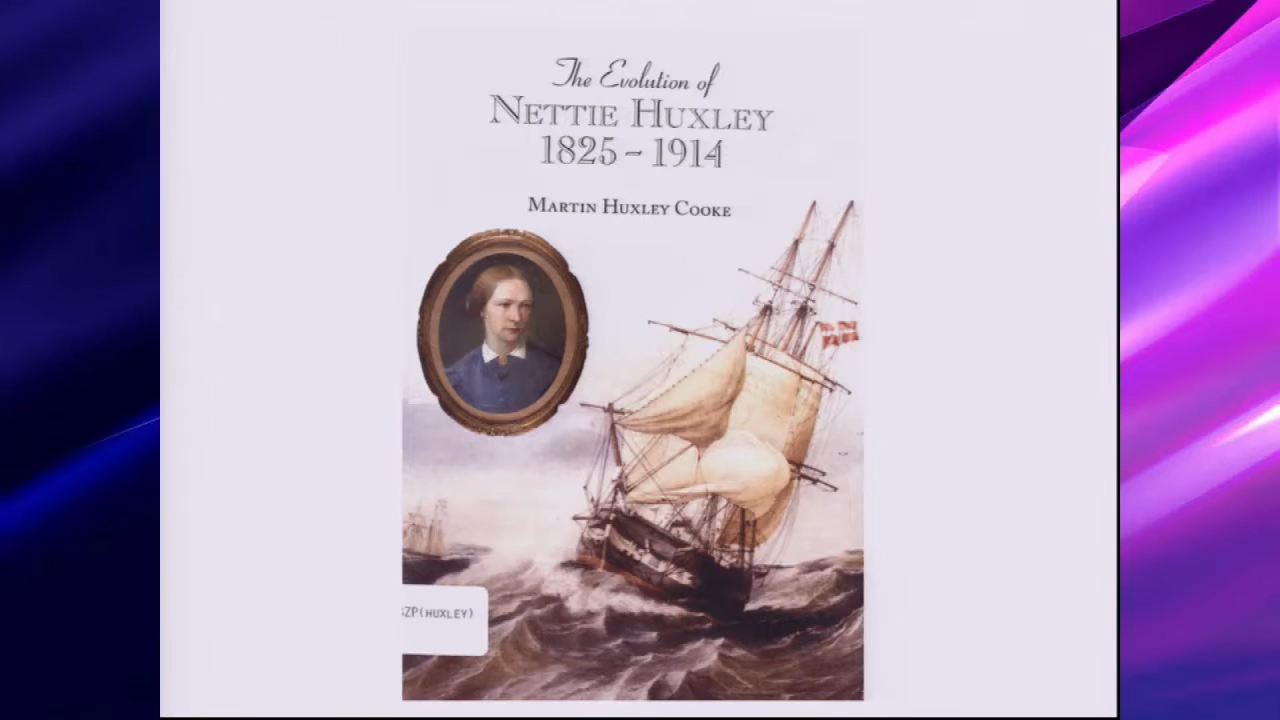 The Evolution of
NETTIE HUXLEY
1825 – 1914
MARTIN HUXLEY COOKE
ZP(HUXLEY)